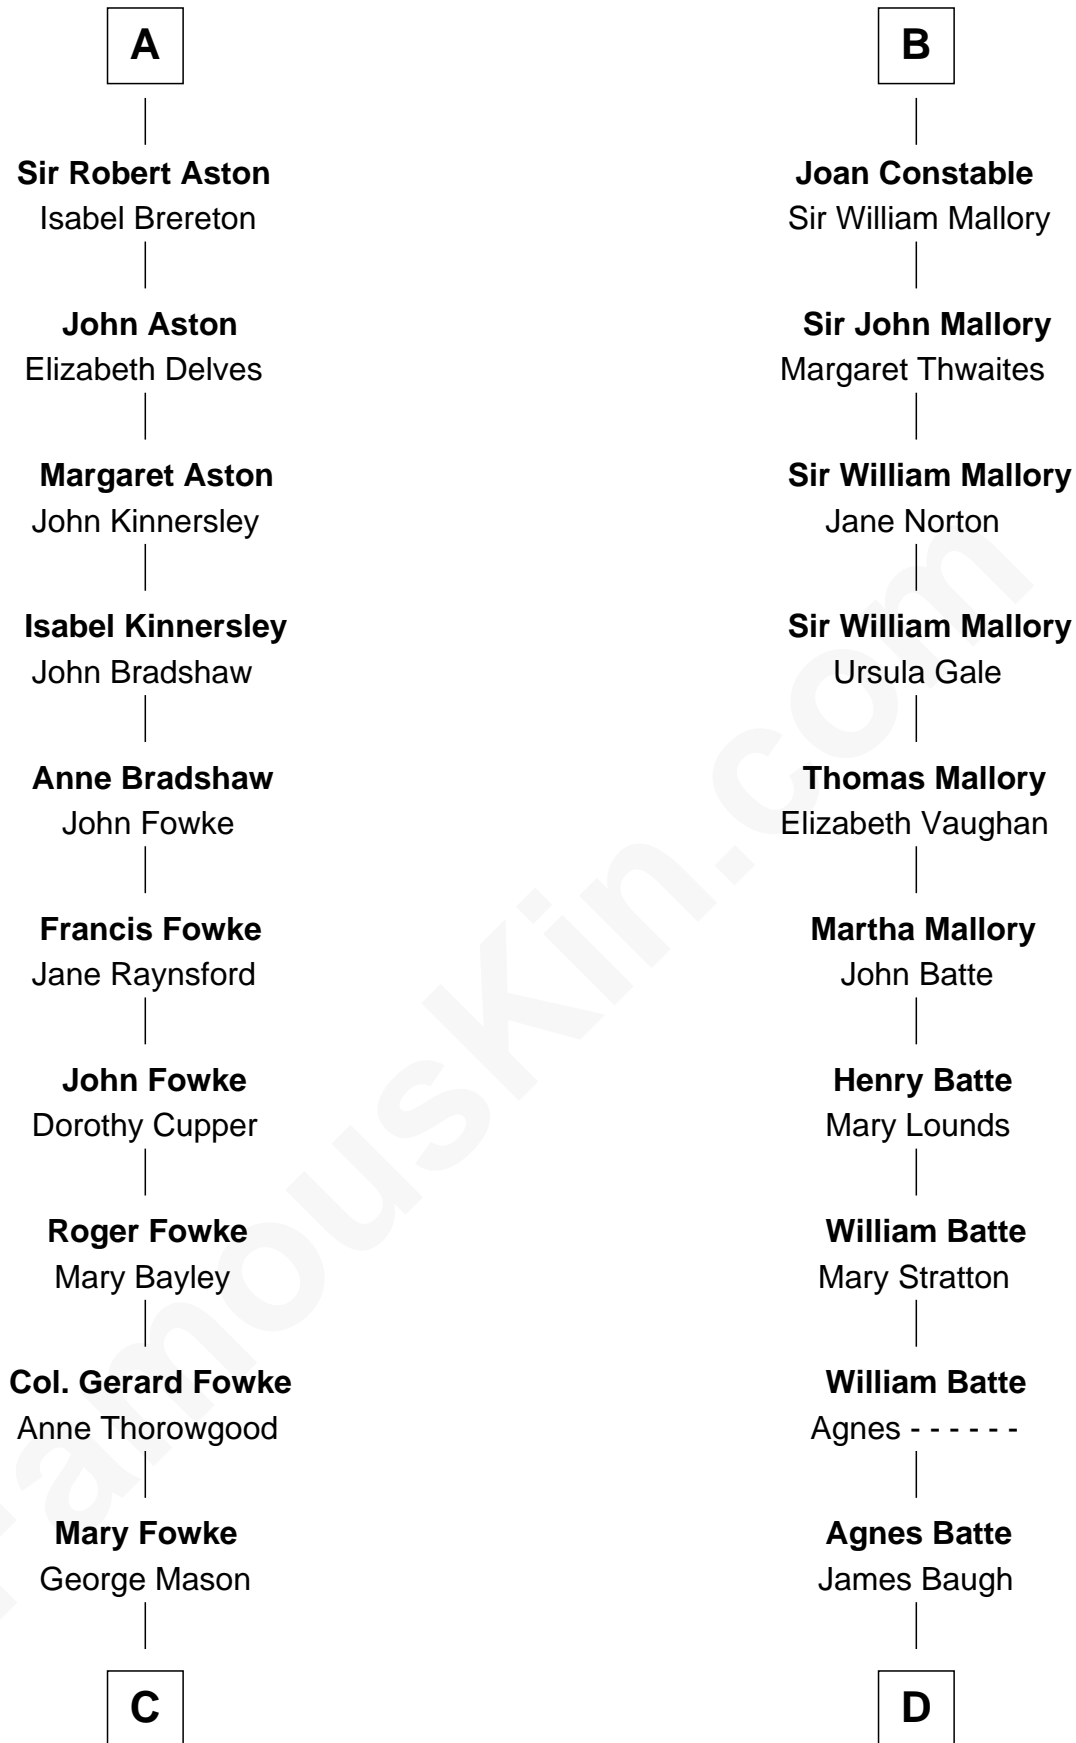 A
Sir Robert Aston
Isabel Brereton
John Aston
Elizabeth Delves
Margaret Aston
John Kinnersley
Isabel Kinnersley
John Bradshaw
Anne Bradshaw
John Fowke
Francis Fowke
Jane Raynsford
John Fowke
Dorothy Cupper
Roger Fowke
Mary Bayley
Col. Gerard Fowke
Anne Thorowgood
Mary Fowke
George Mason
C
B
Joan Constable
Sir William Mallory
Sir John Mallory
Margaret Thwaites
Sir William Mallory
Jane Norton
Sir William Mallory
Ursula Gale
Thomas Mallory
Elizabeth Vaughan
Martha Mallory
John Batte
Henry Batte
Mary Lounds
William Batte
Mary Stratton
William Batte
Agnes - - - - - -
Agnes Batte
James Baugh
D
FamousKin.com